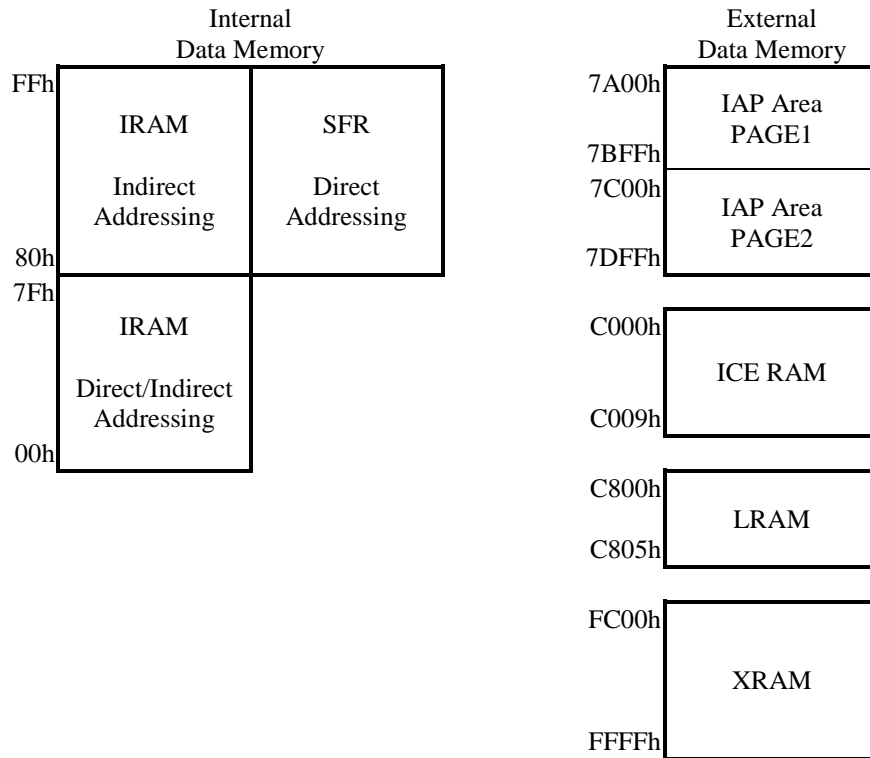 Internal
Data Memory
FFh
IRAM
Indirect
Addressing
80h
SFR
Direct
Addressing
7Fh
IRAM
Direct/Indirect
Addressing
00h
External
Data Memory
7A00h
IAP Area
PAGE1
7BFFh
7C00h
IAP Area
PAGE2
7DFFh
C000h
ICE RAM
C009h
C800h
LRAM
C805h
FC00h
XRAM
FFFFh